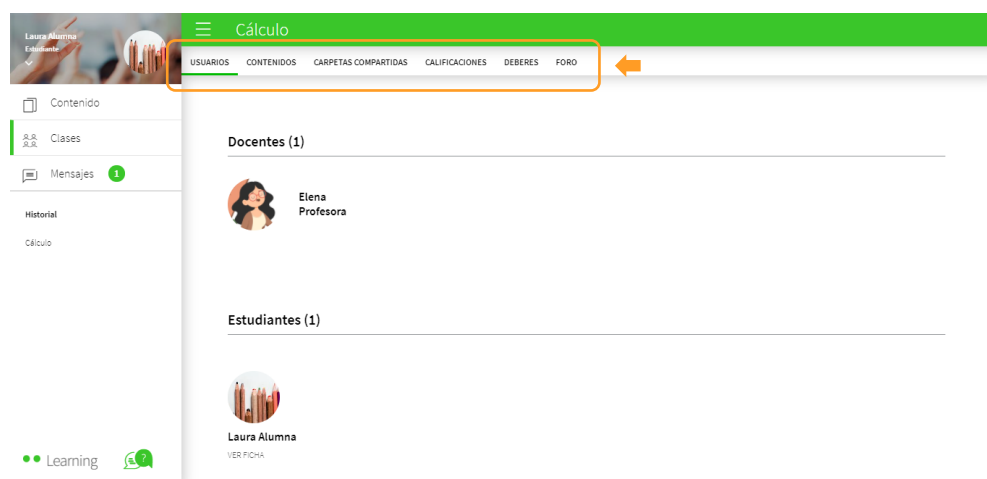 Laura Alumna
Estudiante
Cálculo
USUARIOS CONTENIDOS CARPETAS COMPARTIDAS CALIFICACIONES DEBERES FORO
Contenido
Clases
Mensajes 1
Historial
Cálculo
Docentes (1)
Elena
Profesora
Estudiantes (1)
Laura Alumna
VER FICHA
Learning ?